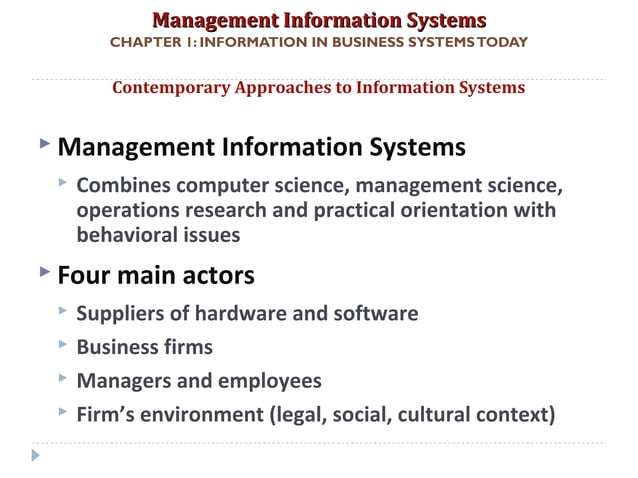 Management Information Systems
CHAPTER 1: INFORMATION IN BUSINESS SYSTEMS TODAY
Contemporary Approaches to Information Systems
Management Information Systems
Combines computer science, management science,
operations research and practical orientation with
behavioral issues
Four main actors
Suppliers of hardware and software
Business firms
Managers and employees
Firm’s environment (legal, social, cultural context)